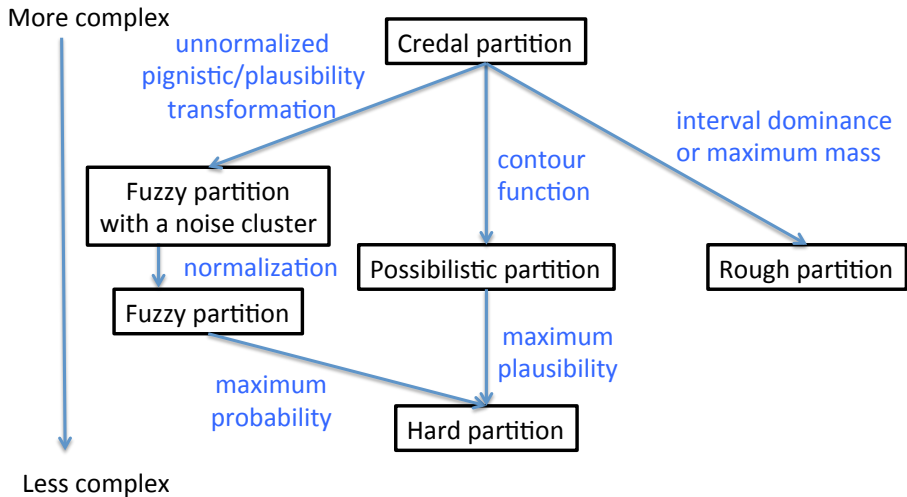 More complex
unnormalized
pignistic/plausibility
transformation
Credal partition
interval dominance
or maximum mass
contour
function
Fuzzy partition
with a noise cluster
normalization
Possibilistic partition
Rough partition
Fuzzy partition
maximum
plausibility
maximum
probability
Hard partition
Less complex